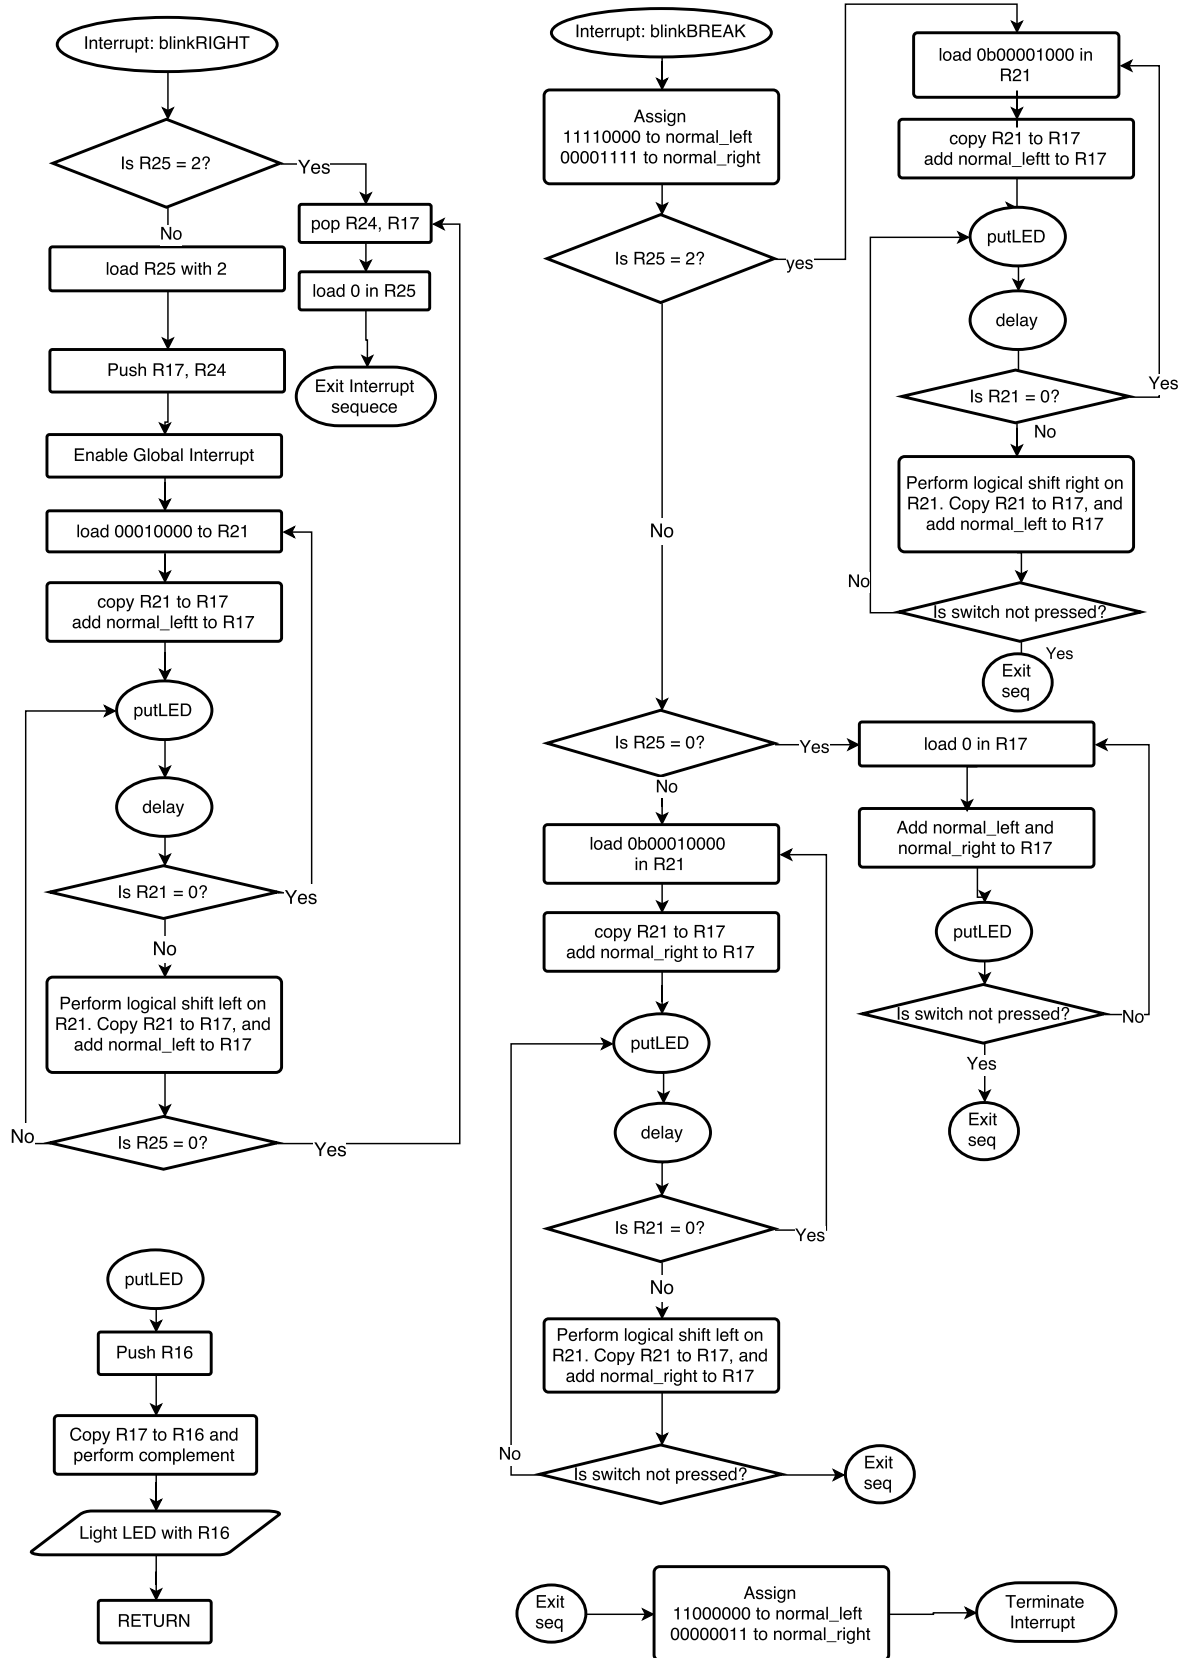 Interrupt: blinkRIGHT
Is R25 = 2?
Yes
No
pop R24, R17
load 0 in R25
Exit Interrupt
sequece
load R25 with 2
Push R17, R24
Enable Global Interrupt
load 00010000 to R21
copy R21 to R17
add normal_leftt to R17
putLED
delay
Is R21 = 0?
Yes
No
Perform logical shift left on
R21. Copy R21 to R17, and
add normal_left to R17
Is R25 = 0?
No
Yes
putLED
Push R16
Copy R17 to R16 and
perform complement
Light LED with R16
RETURN
Interrupt: blinkBREAK
Assign
11110000 to normal_left
00001111 to normal_right
Is R25 = 2?
yes
No
load 0b00001000 in
R21
copy R21 to R17
add normal_leftt to R17
putLED
delay
Is R21 = 0?
Yes
No
Perform logical shift right on
R21. Copy R21 to R17, and
add normal_left to R17
No
Is switch not pressed?
Yes
Exit
seq
Is R25 = 0?
Yes
No
load 0 in R17
Add normal_left and
normal_right to R17
putLED
Is switch not pressed?
No
Yes
Exit
seq
load 0b00010000
in R21
copy R21 to R17
add normal_right to R17
putLED
delay
Is R21 = 0?
Yes
No
Perform logical shift left on
R21. Copy R21 to R17, and
add normal_right to R17
No
Is switch not pressed?
Exit
seq
Exit
seq
Assign
11000000 to normal_left
00000011 to normal_right
Terminate
Interrupt